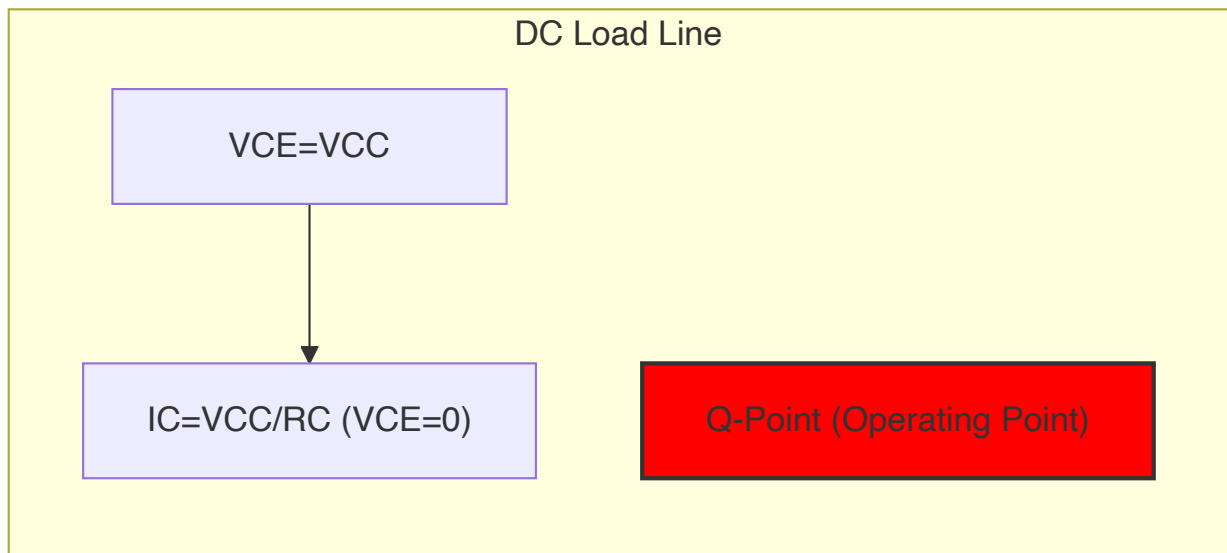 DC Load Line
VCE=VCC
IC=VCC/RC (VCE=0)
Q-Point (Operating Point)